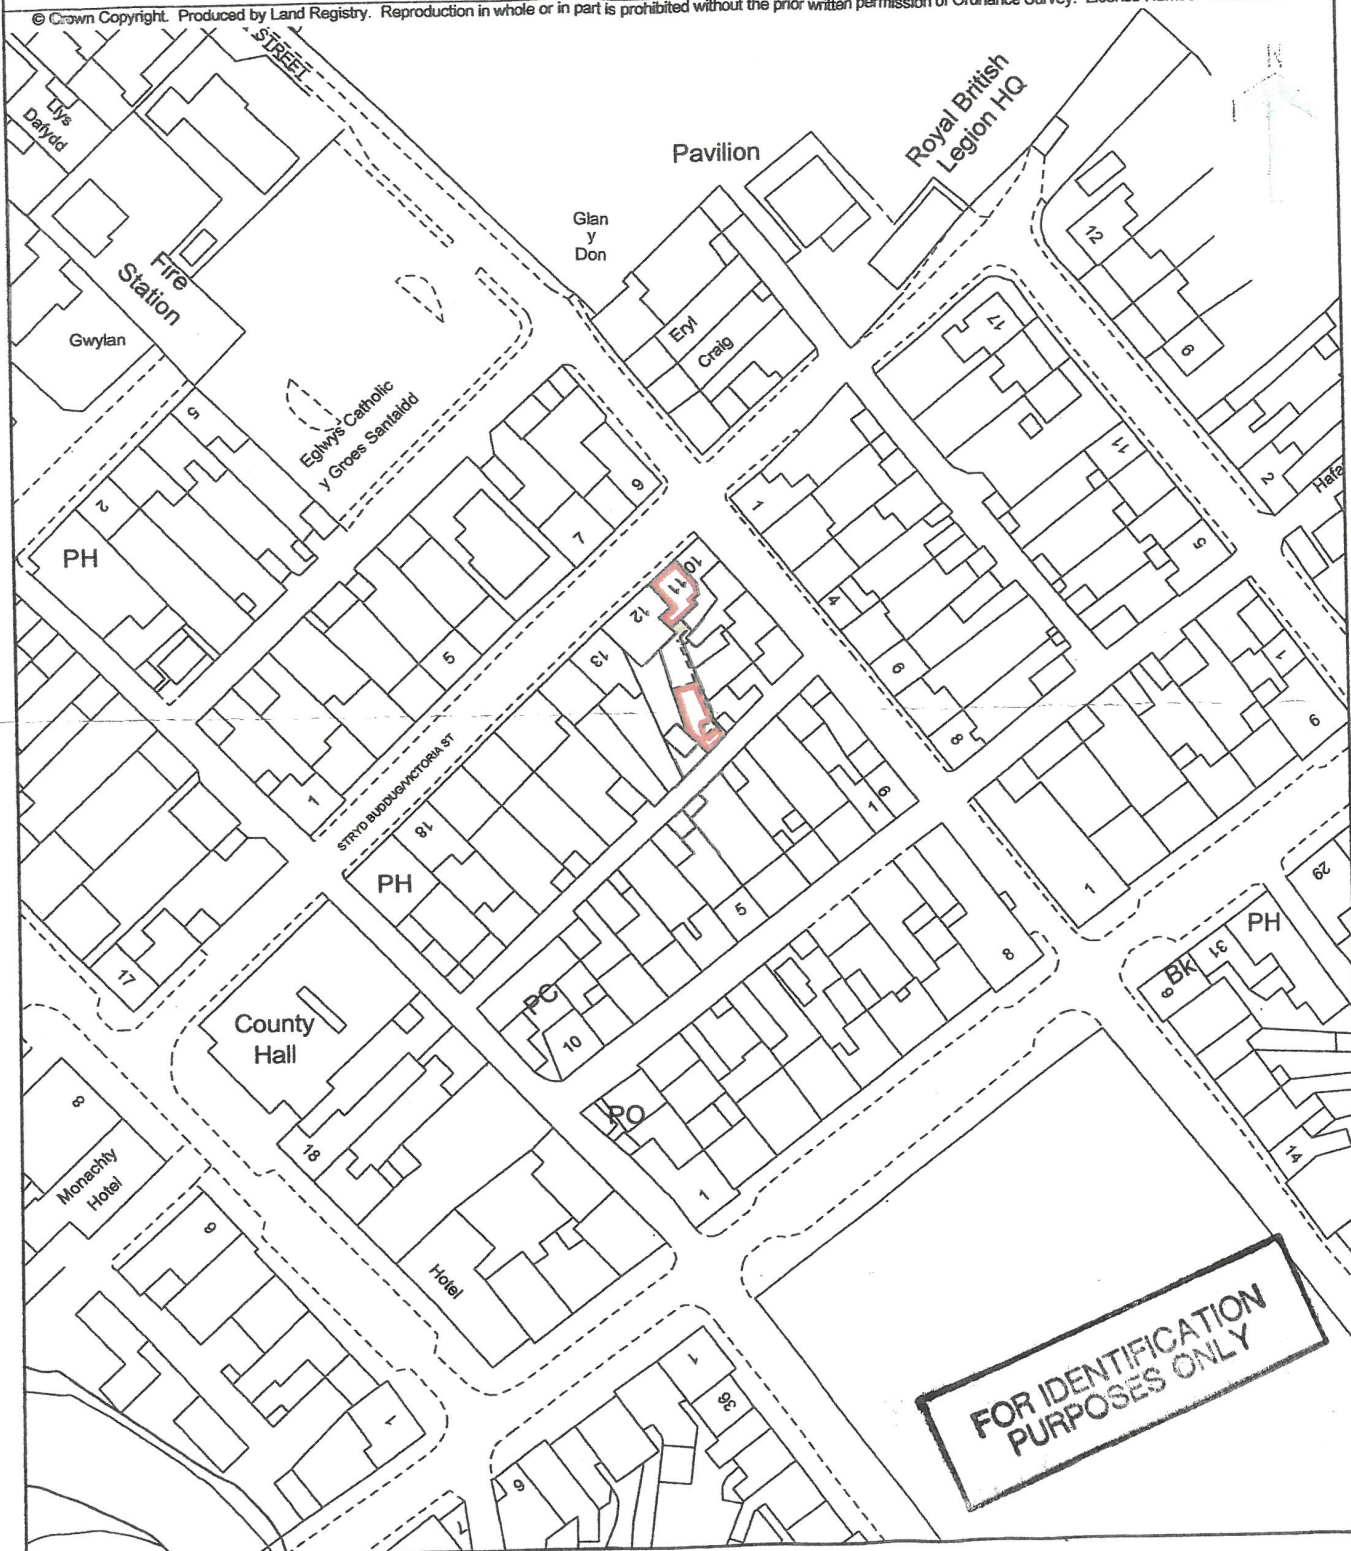 © Crown Copyright. Produced by Land Registry. Reproduction in whole or in part is prohibited without the prior written permission of Ordnance Survey.
STREET
Llys
Dafydd
Pavilion
Royal British
Legion HQ
N
Glan
y
Don
12
Fire
Station
Gwylan
Eryl
Craig
17
6
5
Eglwys Catholic
y Groes Santaidd
2
PH
6
7
1
11
2
5
10
11
12
13
4
5
6
8
1
9
1
STRYD BUDDUG/VICTORIA ST
18
PH
1
6
5
1
29
PH
31
Bk
9
17
County
Hall
PC
10
8
8
18
PO
14
Monachty
Hotel
1
9
Hotel
1
36
1
9
7
FOR IDENTIFICATION
PURPOSES ONLY